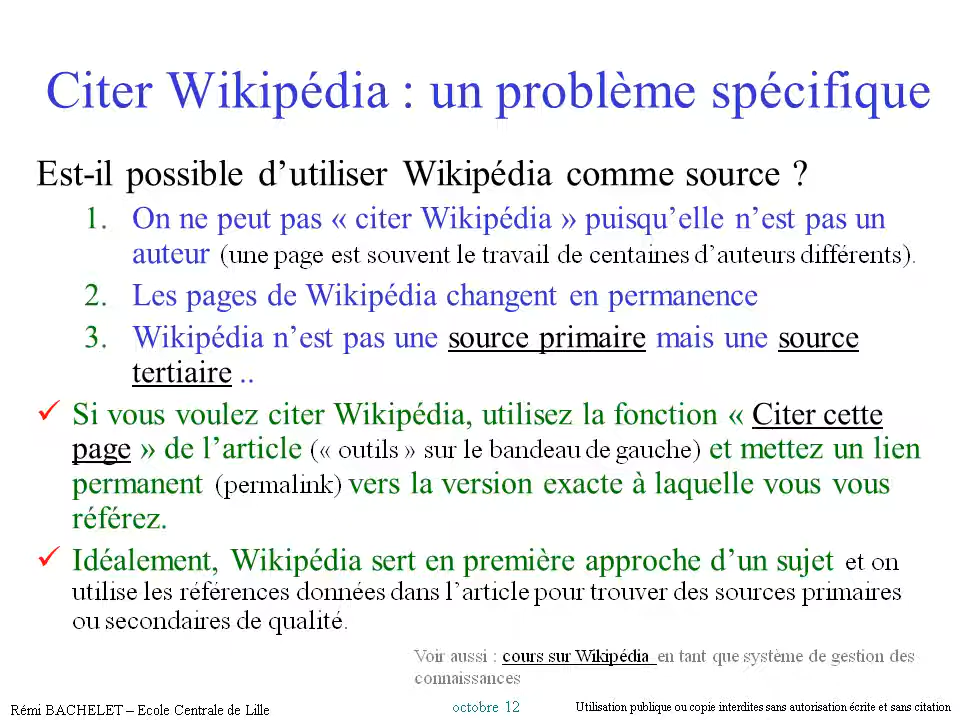 Citer Wikipédia : un problème spécifique
Est-il possible d’utiliser Wikipédia comme source ?
1. On ne peut pas « citer Wikipédia » puisqu’elle n’est pas un
auteur (une page est souvent le travail de centaines d’auteurs différents).
2. Les pages de Wikipédia changent en permanence
3. Wikipédia n’est pas une source primaire mais une source
tertiaire ..
✓ Si vous voulez citer Wikipédia, utilisez la fonction « Citer cette
page » de l’article (« outils » sur le bandeau de gauche) et mettez un lien
permanent (permalink) vers la version exacte à laquelle vous vous
référez.
✓ Idéalement, Wikipédia sert en première approche d’un sujet et on
utilise les références données dans l’article pour trouver des sources primaires
ou secondaires de qualité.
Voir aussi : cours sur Wikipédia en tant que système de gestion des
connaissances
Rémi BACHELET – Ecole Centrale de Lille
octobre 12
Utilisation publique ou copie interdites sans autorisation écrite et sans citation